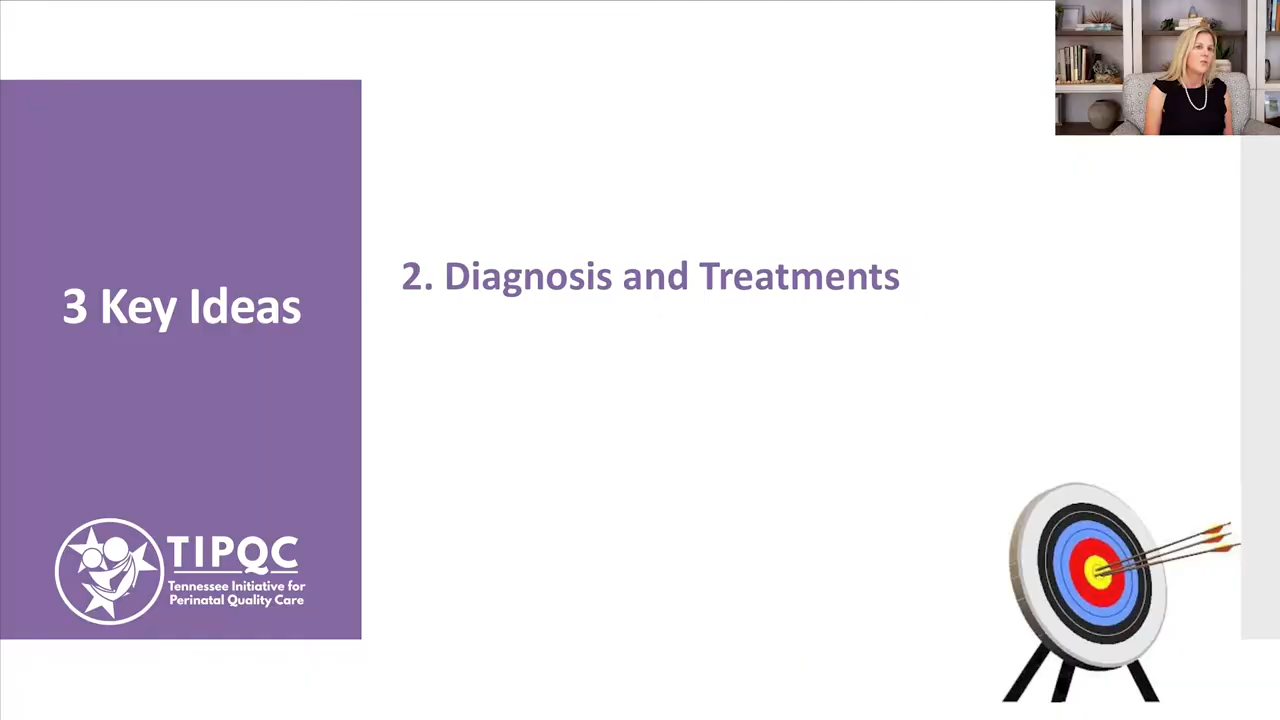 3 Key Ideas
2. Diagnosis and Treatments
TIPQC
Tennessee Initiative for
Perinatal Quality Care